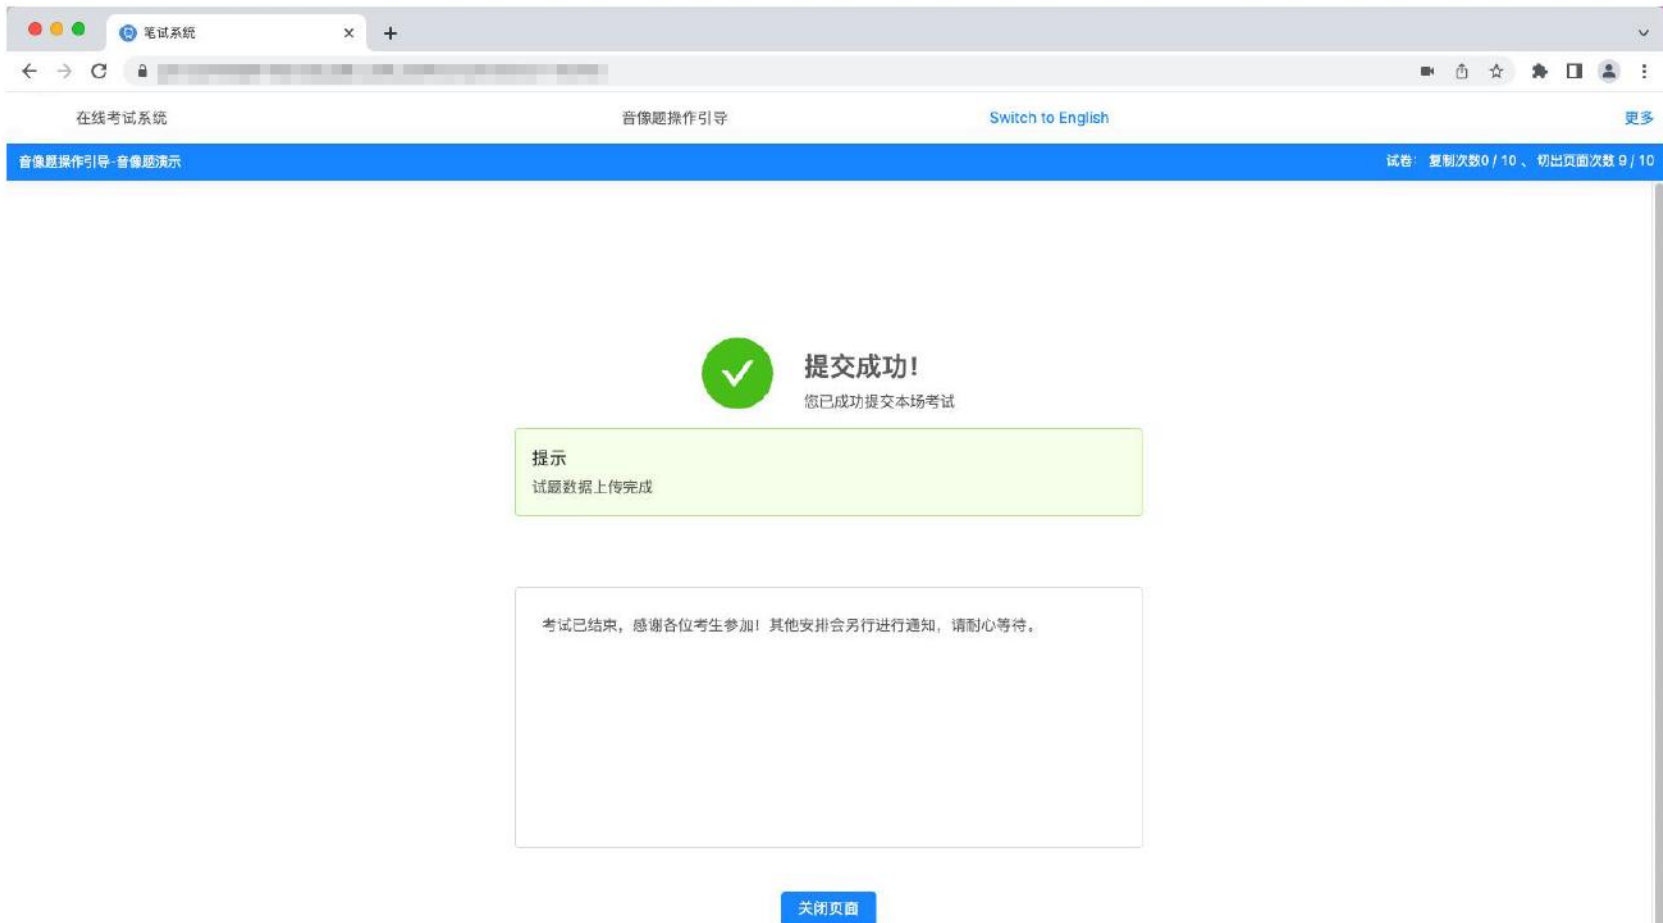 笔试系统
在线考试系统 音像题操作引导 Switch to English 更多
音像题操作引导-音像题演示 试卷: 复制次数0 / 10 、 切出页面次数 9 / 10
提交成功!
您已成功提交本场考试
提示
试题数据上传完成
考试已结束，感谢各位考生参加！其他安排会另行进行通知，请耐心等待。
关闭页面